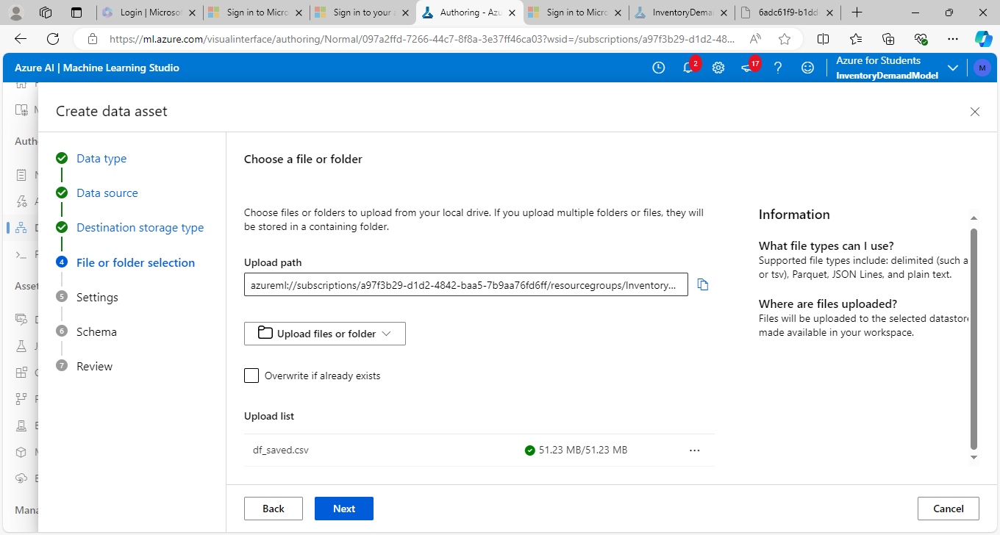 Login | Microsof
Sign in to Micro
Sign in to your a
Authoring - Azu
Sign in to Micro
InventoryDemar
6adc61f9-b1dd
https://ml.azure.com/visualinterface/authoring/Normal/097a2ffd-7266-44c7-8f8a-3e37ff46ca03?wsid=/subscriptions/a97f3b29-d1d2-48...
Azure AI | Machine Learning Studio
2
17
Azure for Students
InventoryDemandModel
M
Create data asset
Auth
Asset
Mana
Data type
Data source
Destination storage type
4 File or folder selection
5 Settings
6 Schema
7 Review
Choose a file or folder
Choose files or folders to upload from your local drive. If you upload multiple folders or files, they will
be stored in a containing folder.
Upload path
azureml://subscriptions/a97f3b29-d1d2-4842-baa5-7b9aa76fd6ff/resourcegroups/Inventory...
Upload files or folder
Overwrite if already exists
Upload list
df_saved.csv 51.23 MB/51.23 MB ...
Information
What file types can I use?
Supported file types include: delimited (such a
or tsv), Parquet, JSON Lines, and plain text.
Where are files uploaded?
Files will be uploaded to the selected datastore
made available in your workspace.
Back
Next
Cancel